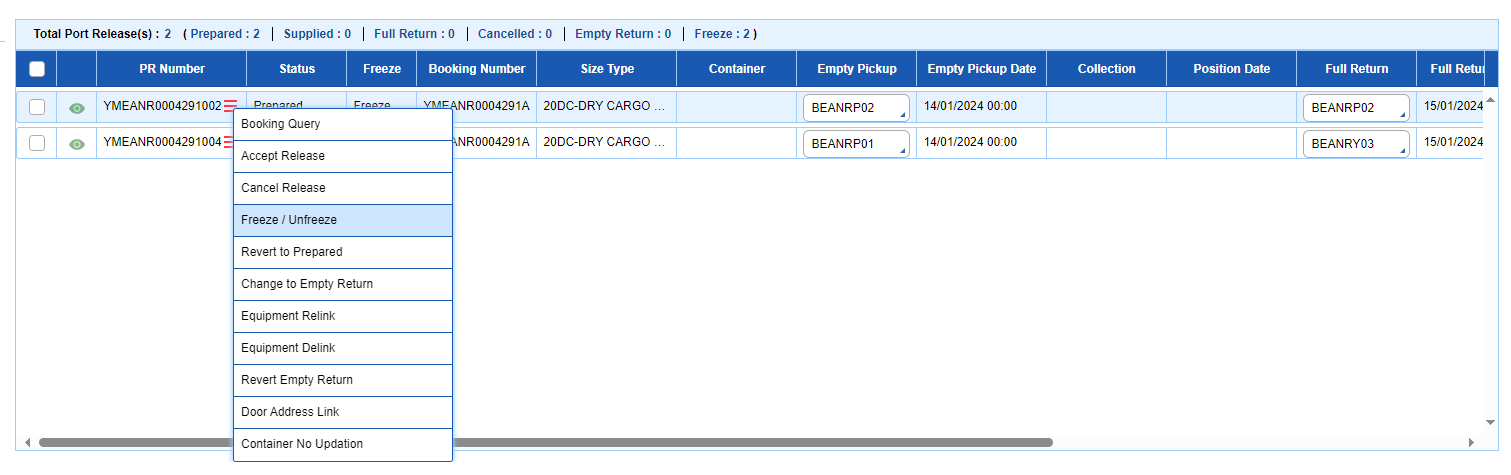 Total Port Release(s) : 2 ( Prepared : 2 | Supplied : 0 | Full Return : 0 | Cancelled : 0 | Empty Return : 0 | Freeze : 2 )
PR Number Status Freeze Booking Number Size Type Container Empty Pickup Empty Pickup Date Collection Position Date Full Return Full Retu
YMEANR0004291002 Prepared Freeze YMEANR0004291A 20DC-DRY CARGO ... BEANRP02 14/01/2024 00:00 BEANRP02 15/01/2024
YMEANR0004291004 ANR0004291A 20DC-DRY CARGO ... BEANRP01 14/01/2024 00:00 BEANRY03 15/01/2024
Booking Query
Accept Release
Cancel Release
Freeze / Unfreeze
Revert to Prepared
Change to Empty Return
Equipment Relink
Equipment Delink
Revert Empty Return
Door Address Link
Container No Updation